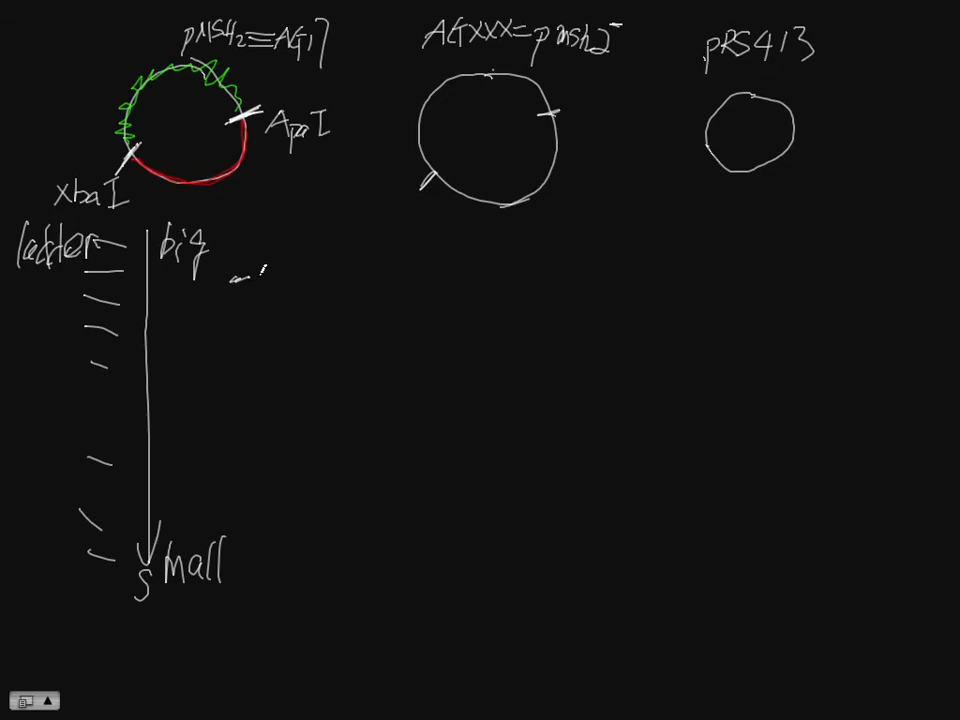 pMSH2≡AG17
AGXXX=pmsh2-
pRS413
ApaI
XbaI
ladder
big
small